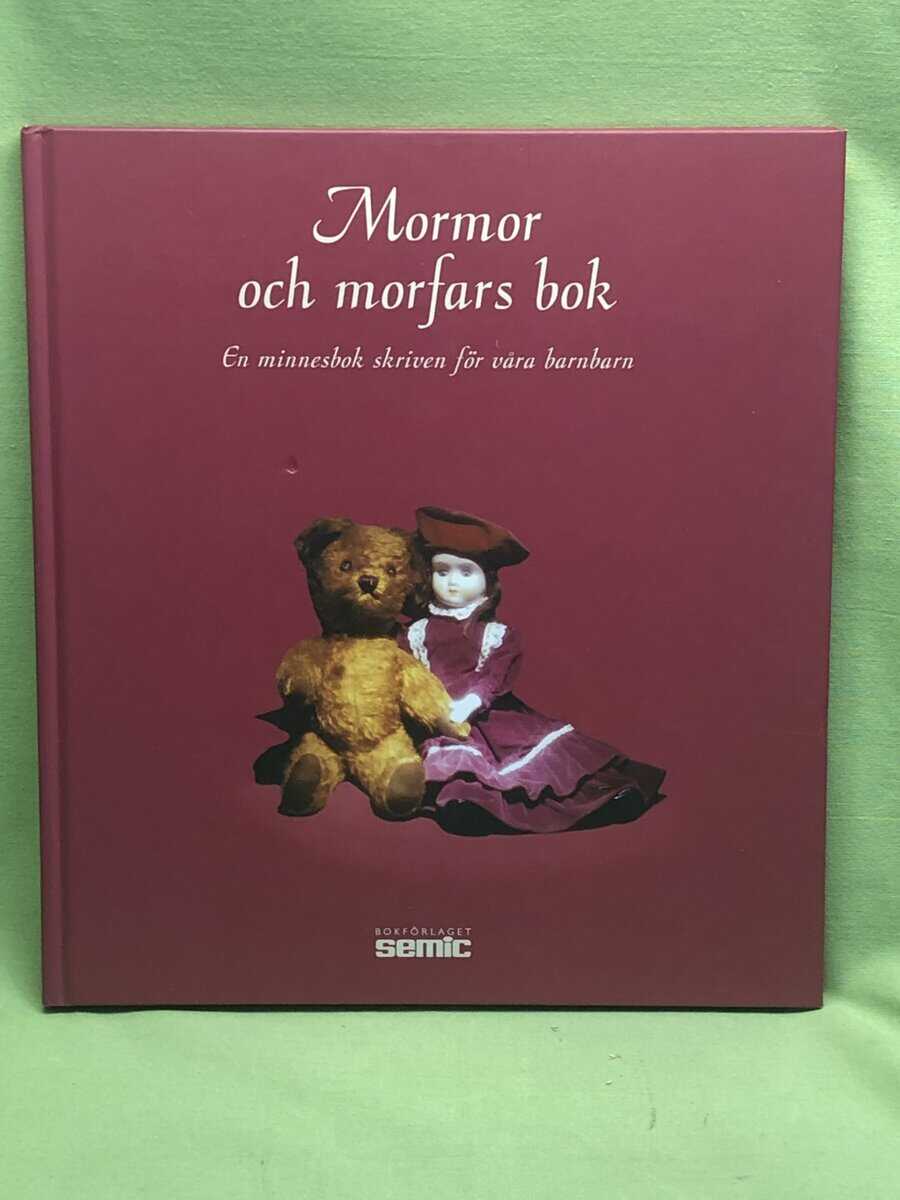 Mormor
och morfars bok
En minnesbok skriven för våra barnbarn
BOKFÖRLAGET
semic